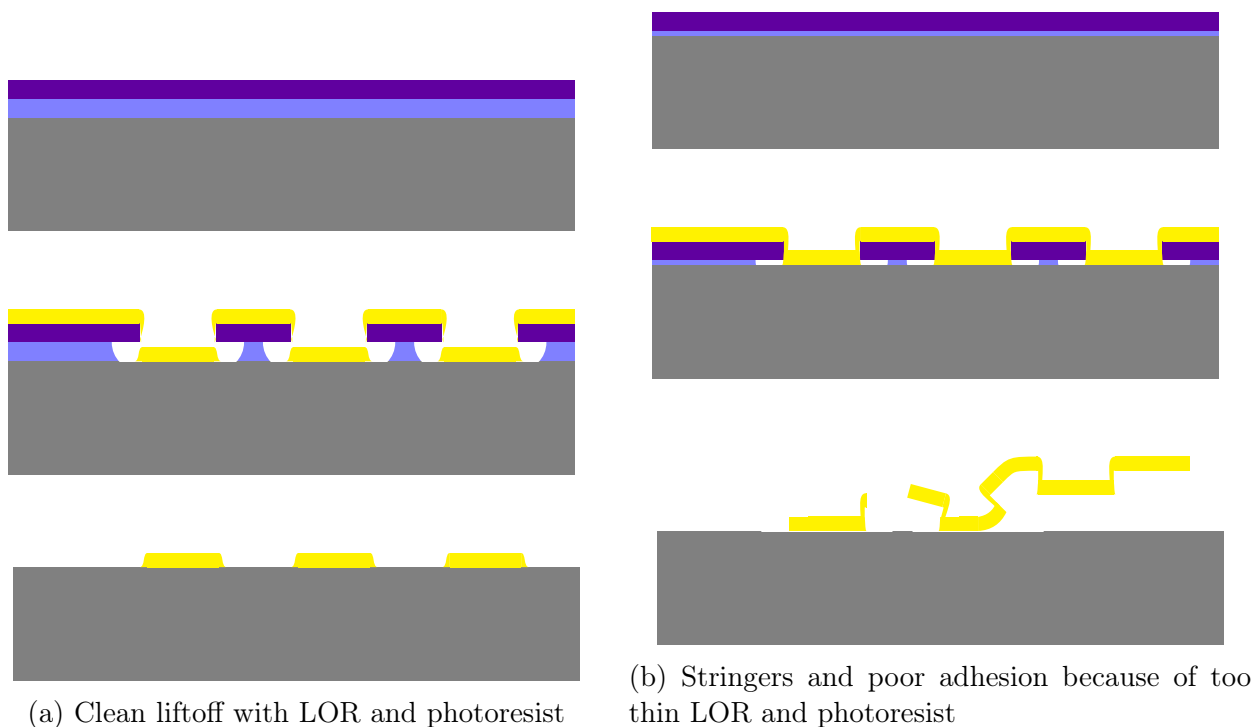 (a) Clean liftoff with LOR and photoresist
(b) Stringers and poor adhesion because of too
thin LOR and photoresist